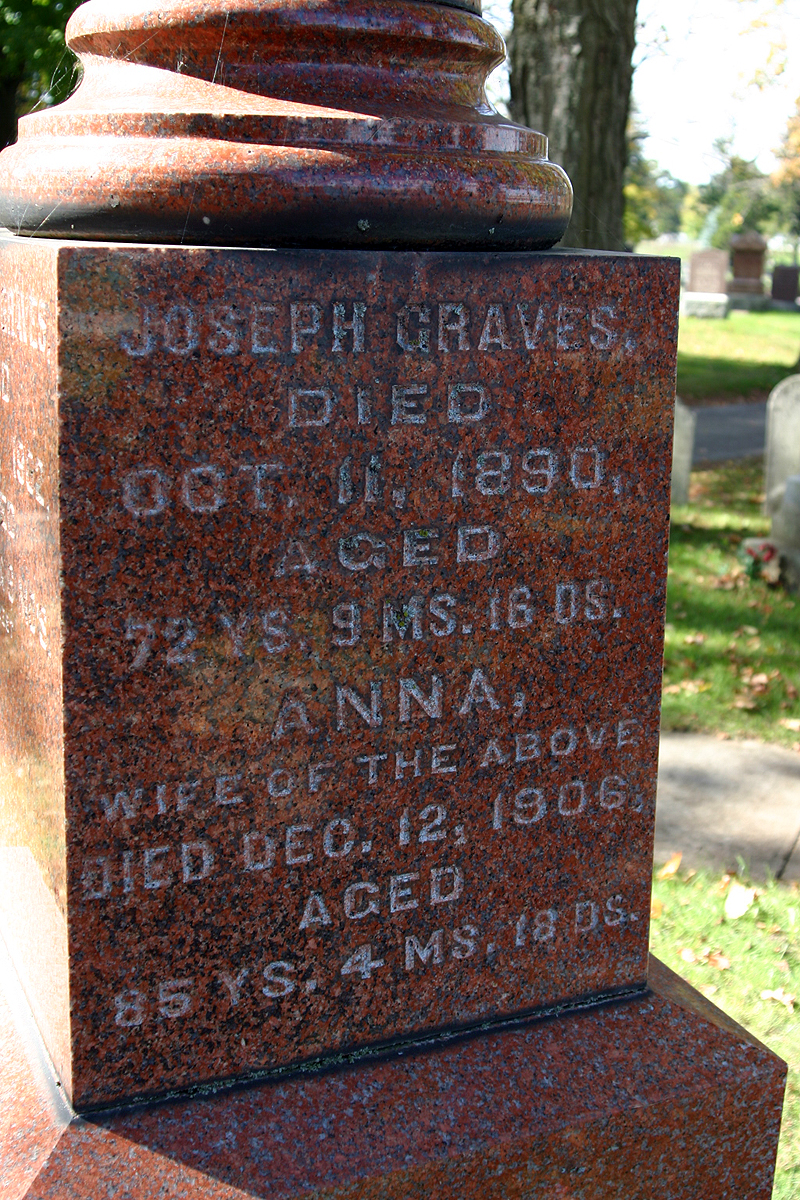 JOSEPH GRAVES.
DIED
OCT. 11, 1890,
AGED
72 YS. 9 MS. 16 DS.
ANNA,
WIFE OF THE ABOVE
DIED DEC. 12, 1906,
AGED
85 YS. 4 MS. 18 DS.